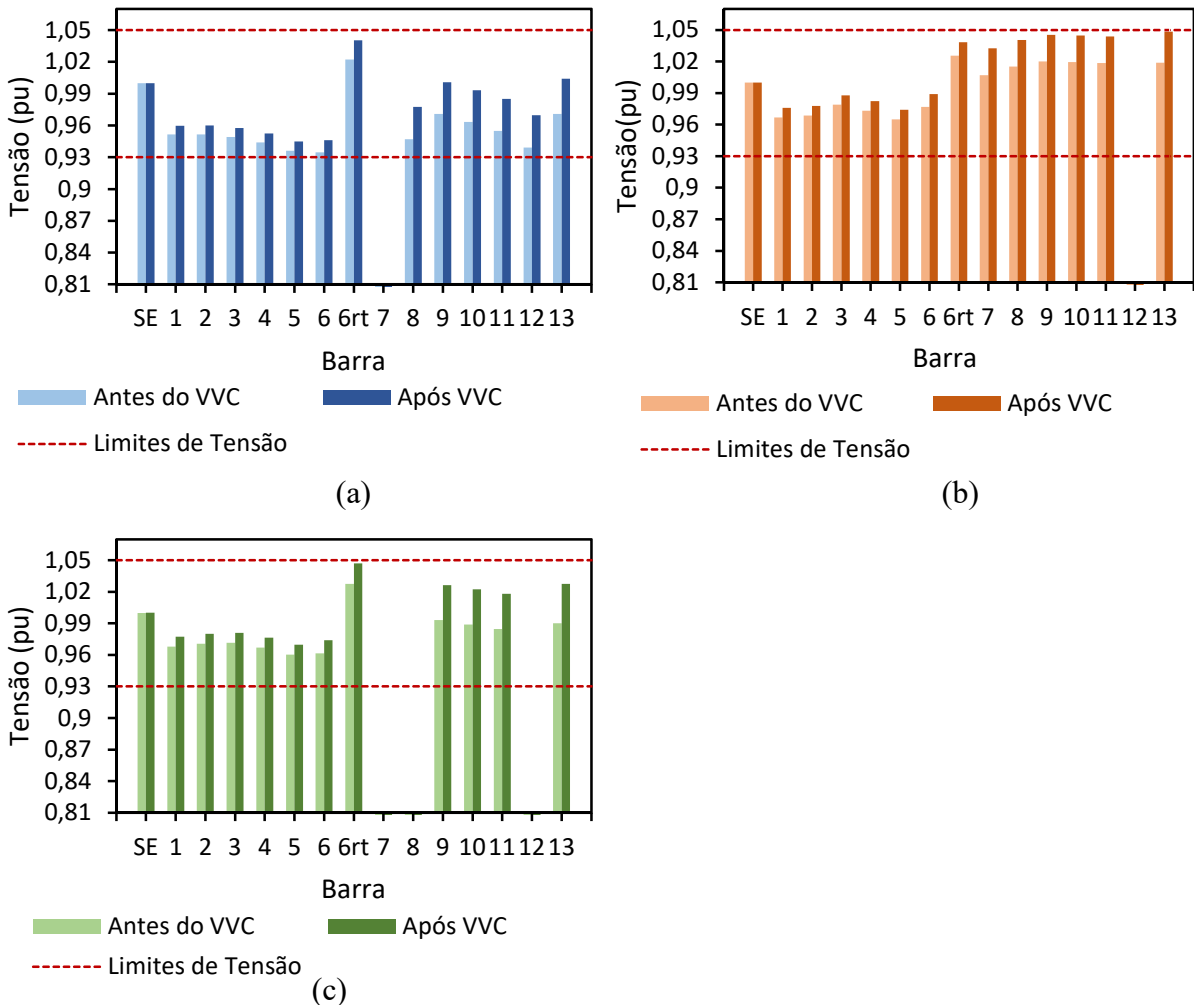 1,05
1,02
0,99
0,96
0,93
0,9
0,87
0,84
0,81
Tensão (pu)
SE 1 2 3 4 5 6 6rt 7 8 9 10 11 12 13
Barra
Antes do VVC Após VVC
Limites de Tensão
(a)
1,05
1,02
0,99
0,96
0,93
0,9
0,87
0,84
0,81
Tensão(pu)
SE 1 2 3 4 5 6 6rt 7 8 9 10 11 12 13
Barra
Antes do VVC Após VVC
Limites de Tensão
(b)
1,05
1,02
0,99
0,96
0,93
0,9
0,87
0,84
0,81
Tensão (pu)
SE 1 2 3 4 5 6 6rt 7 8 9 10 11 12 13
Barra
Antes do VVC Após VVC
Limites de Tensão
(c)